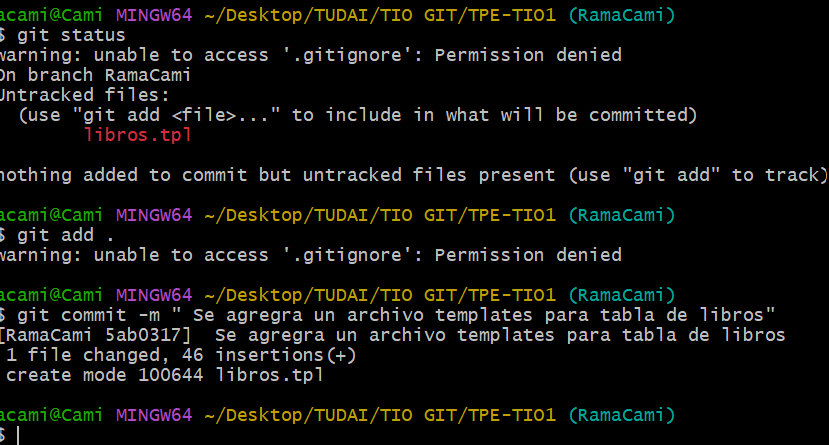 acami@Cami MINGW64 ~/Desktop/TUDAI/TIO GIT/TPE-TIO1 (RamaCami)
$ git status
warning: unable to access '.gitignore': Permission denied
On branch RamaCami
Untracked files:
  (use "git add <file>..." to include in what will be committed)
        libros.tpl

nothing added to commit but untracked files present (use "git add" to track)

acami@Cami MINGW64 ~/Desktop/TUDAI/TIO GIT/TPE-TIO1 (RamaCami)
$ git add .
warning: unable to access '.gitignore': Permission denied

acami@Cami MINGW64 ~/Desktop/TUDAI/TIO GIT/TPE-TIO1 (RamaCami)
$ git commit -m " Se agregra un archivo templates para tabla de libros"
[RamaCami 5ab0317]  Se agregra un archivo templates para tabla de libros
 1 file changed, 46 insertions(+)
 create mode 100644 libros.tpl

acami@Cami MINGW64 ~/Desktop/TUDAI/TIO GIT/TPE-TIO1 (RamaCami)
$